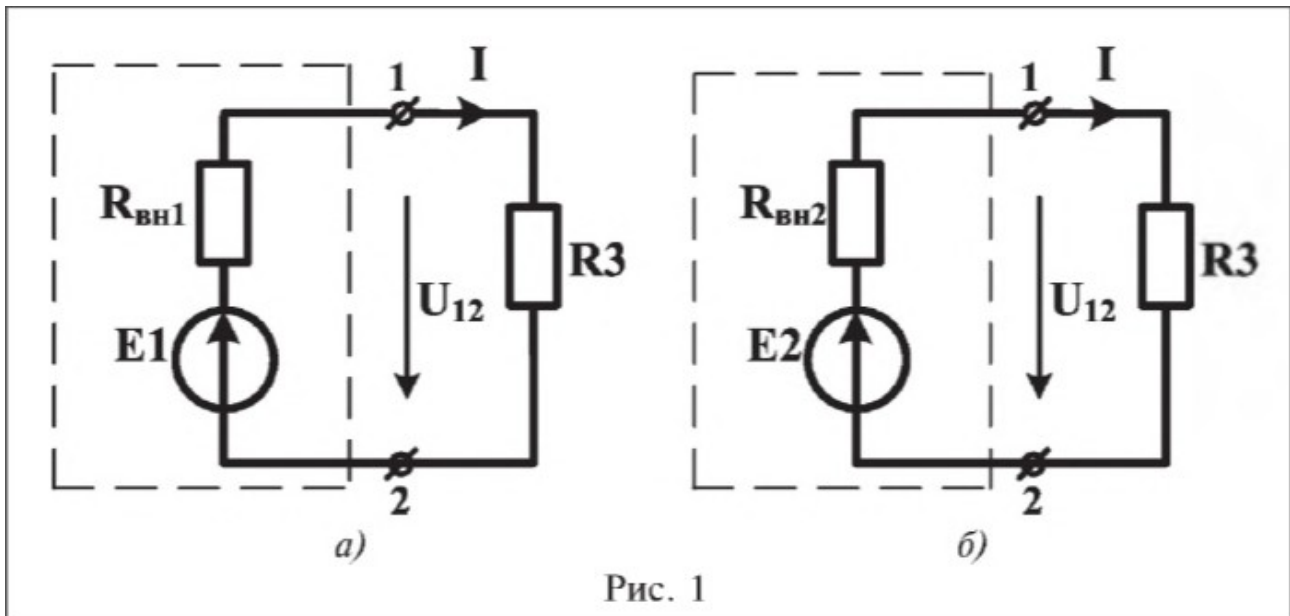 1 I 1 I
Rвн1 R3 Rвн2 R3
U12 U12
E1 E2
2 2
а) б)
Рис. 1